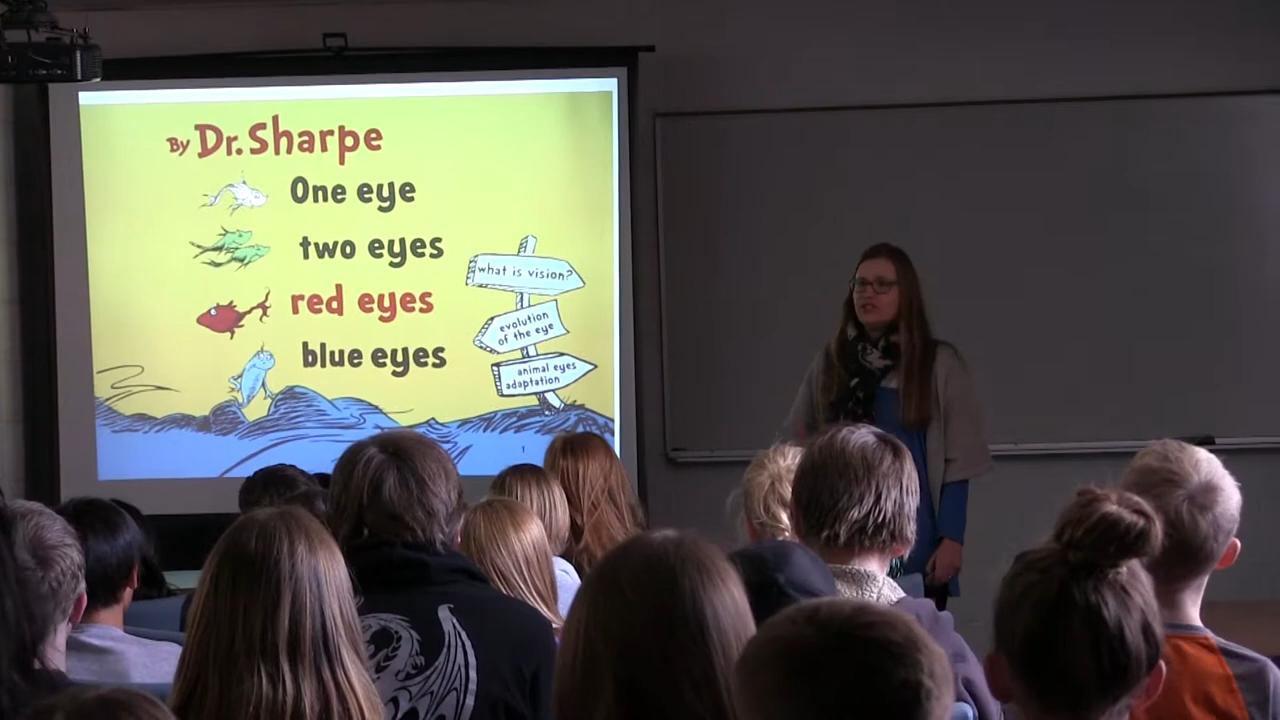 By Dr. Sharpe
One eye
two eyes
red eyes
blue eyes
what is vision?
evolution
of the eye
animal eyes
adaptation
1